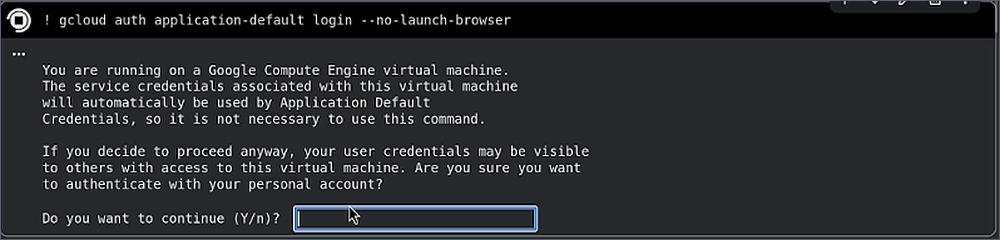 ! gcloud auth application-default login --no-launch-browser
...
You are running on a Google Compute Engine virtual machine.
The service credentials associated with this virtual machine
will automatically be used by Application Default
Credentials, so it is not necessary to use this command.
If you decide to proceed anyway, your user credentials may be visible
to others with access to this virtual machine. Are you sure you want
to authenticate with your personal account?
Do you want to continue (Y/n)?